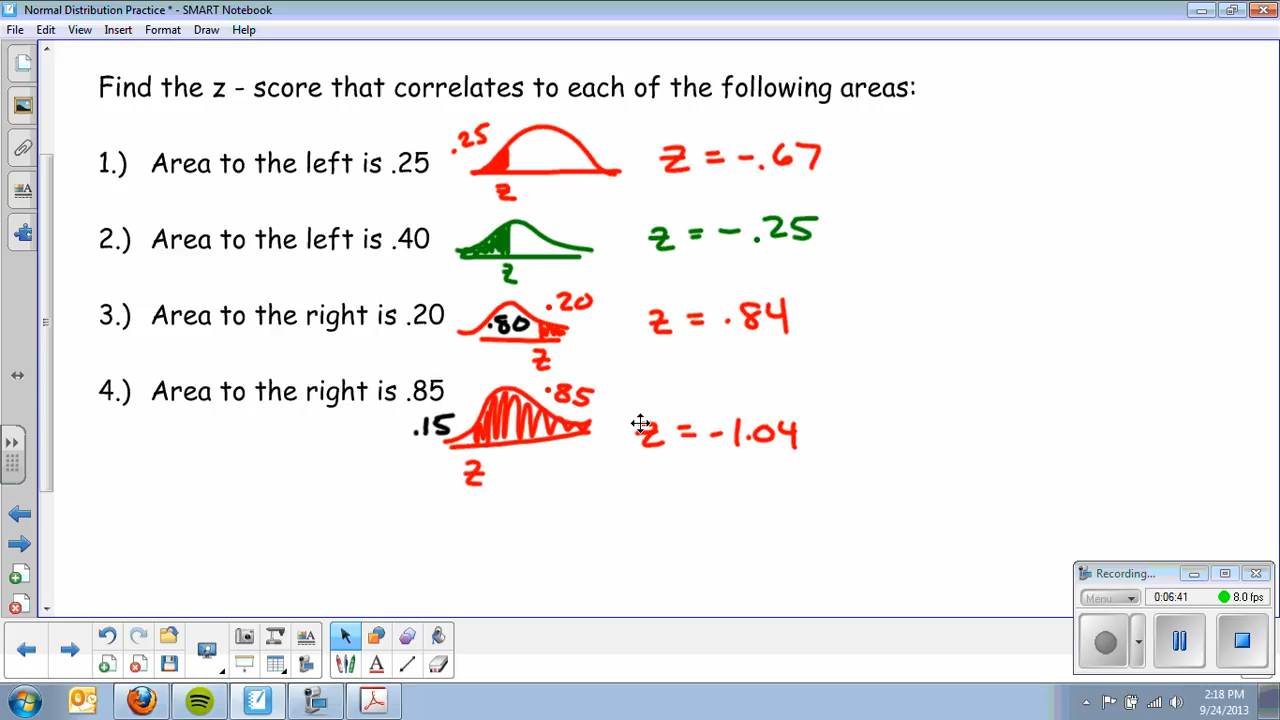 Normal Distribution Practice * - SMART Notebook
File Edit View Insert Format Draw Help
Find the z - score that correlates to each of the following areas:
1.) Area to the left is .25 .25 z = -.67
z
2.) Area to the left is .40 z = -.25
z
3.) Area to the right is .20 .80 .20 z = .84
z
4.) Area to the right is .85 .85
.15 z = -1.04
z
Recording...
Menu 0:06:41 8.0 fps
2:18 PM
9/24/2013